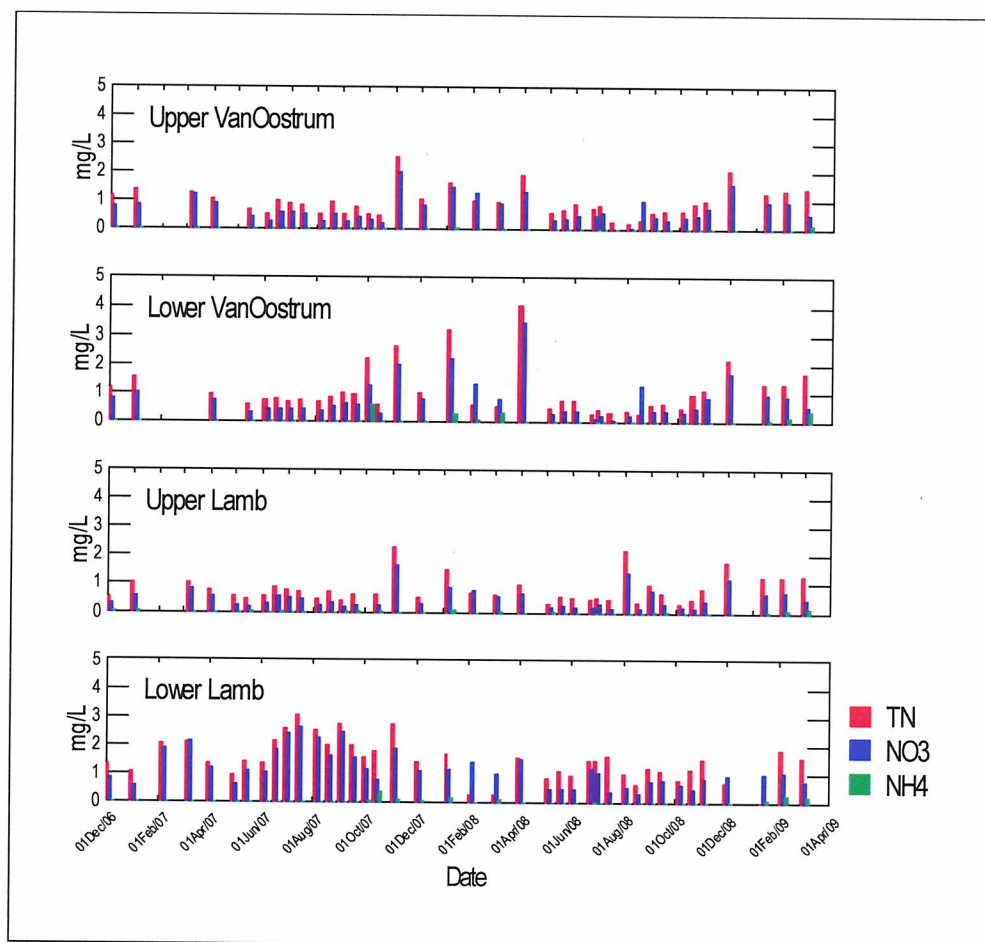 5
4
3
2
1
0
mg/L
Upper VanOostrum
5
4
3
2
1
0
mg/L
Lower VanOostrum
5
4
3
2
1
0
mg/L
Upper Lamb
5
4
3
2
1
0
mg/L
Lower Lamb
01Dec/06
01Feb/07
01Apr/07
01Jun/07
01Aug/07
01Oct/07
01Dec/07
01Feb/08
01Apr/08
01Jun/08
01Aug/08
01Oct/08
01Dec/08
01Feb/09
01Apr/09
Date
TN
NO3
NH4